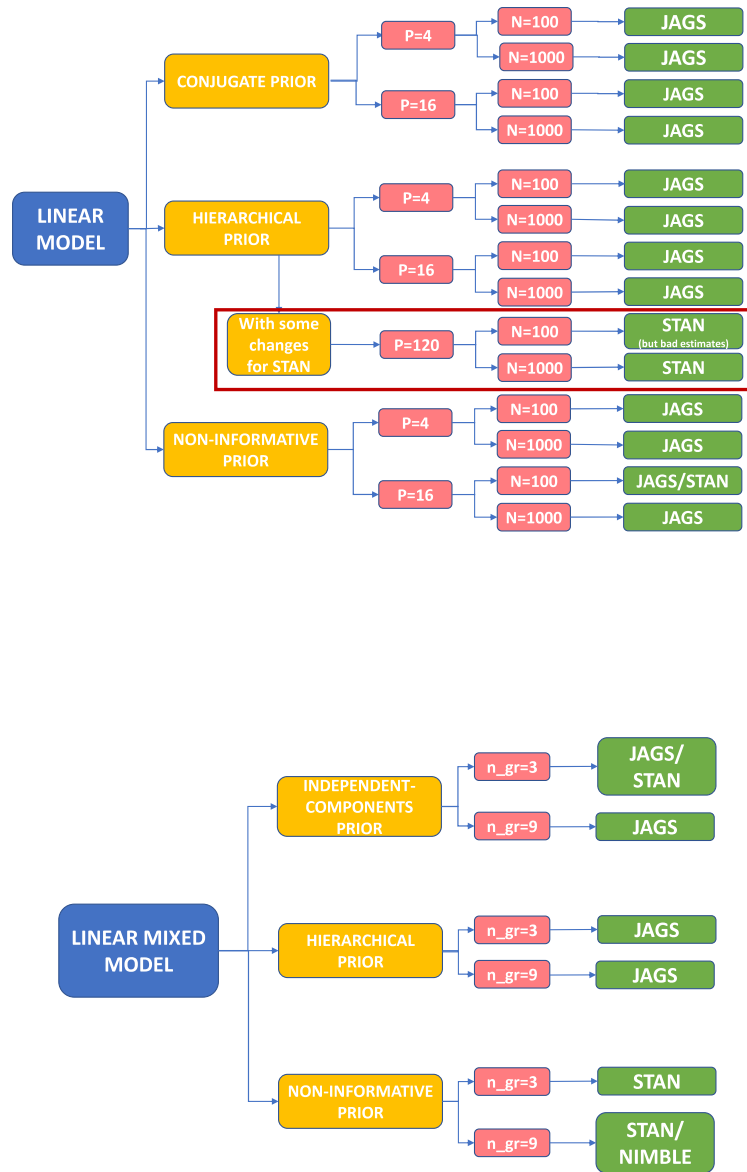 LINEAR
MODEL
CONJUGATE PRIOR
P=4
N=100
JAGS
N=1000
JAGS
P=16
N=100
JAGS
N=1000
JAGS
HIERARCHICAL
PRIOR
P=4
N=100
JAGS
N=1000
JAGS
P=16
N=100
JAGS
N=1000
JAGS
With some
changes
for STAN
P=120
N=100
STAN
(but bad estimates)
N=1000
STAN
NON-INFORMATIVE
PRIOR
P=4
N=100
JAGS
N=1000
JAGS
P=16
N=100
JAGS/STAN
N=1000
JAGS
LINEAR MIXED
MODEL
INDEPENDENT-
COMPONENTS
PRIOR
n_gr=3
JAGS/
STAN
n_gr=9
JAGS
HIERARCHICAL
PRIOR
n_gr=3
JAGS
n_gr=9
JAGS
NON-INFORMATIVE
PRIOR
n_gr=3
STAN
n_gr=9
STAN/
NIMBLE